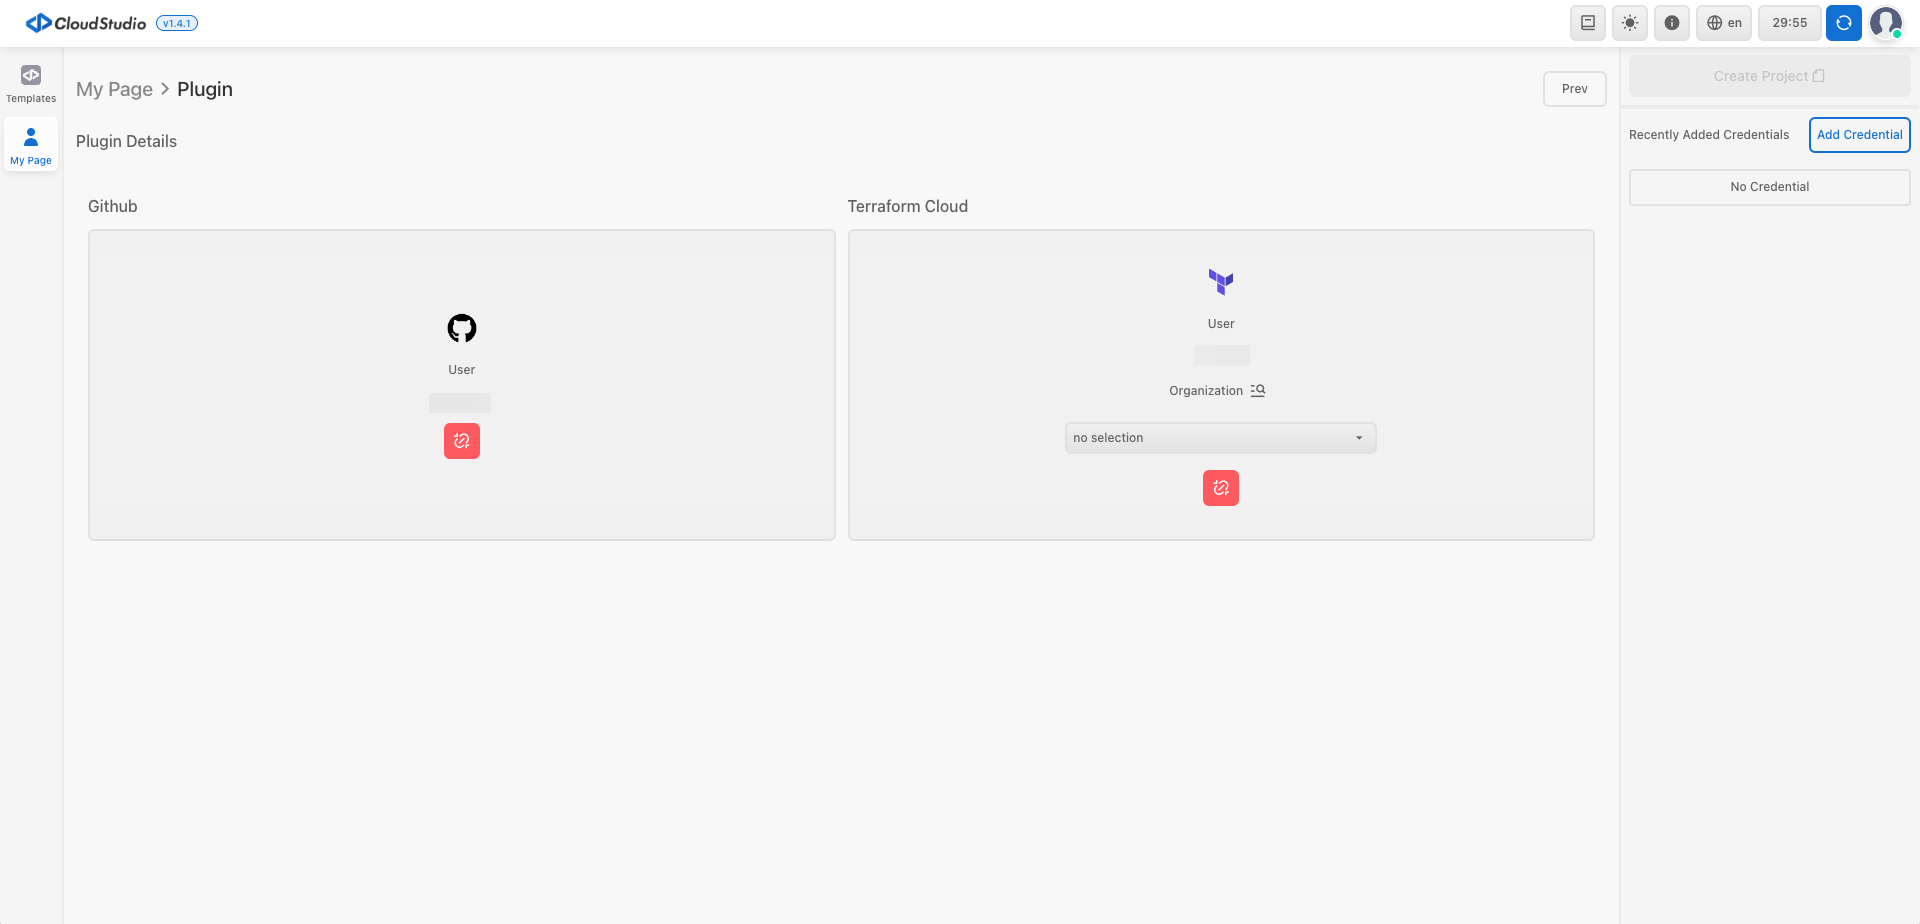 CloudStudio v1.4.1
en 29:55
Templates
My Page
My Page > Plugin
Prev
Plugin Details
Github
User
Terraform Cloud
User
Organization
no selection
Create Project
Recently Added Credentials
Add Credential
No Credential